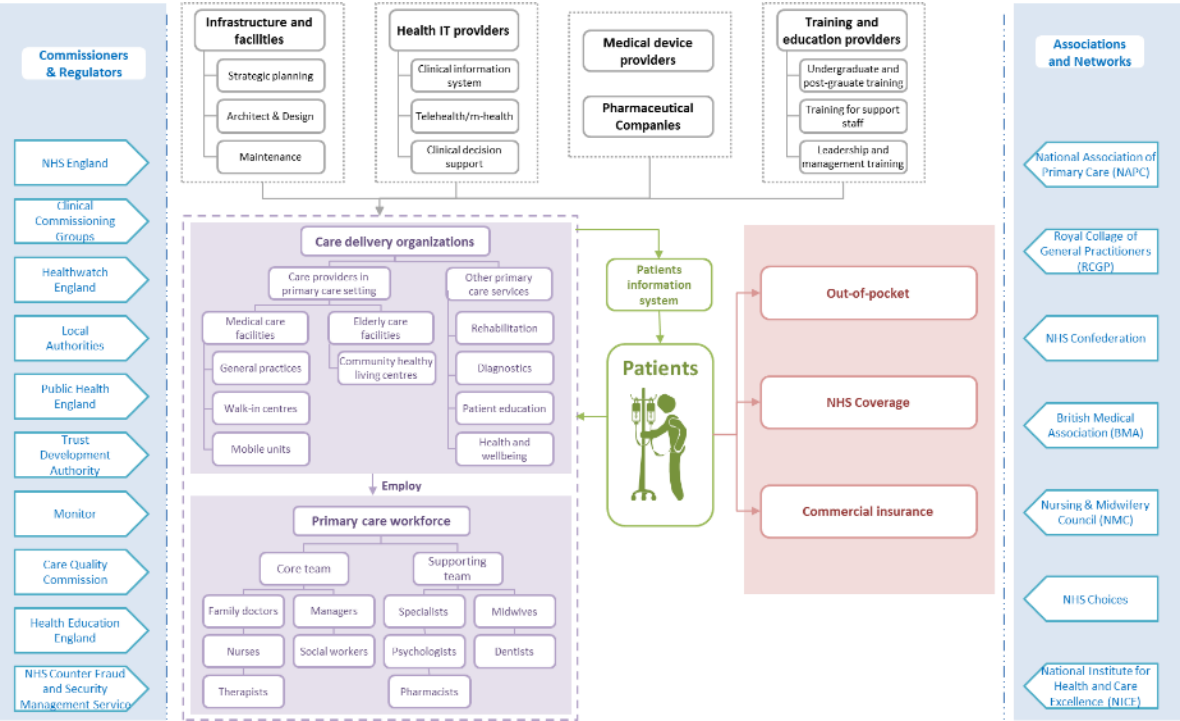 Commissioners
& Regulators
NHS England
Clinical
Commissioning
Groups
Healthwatch
England
Local
Authorities
Public Health
England
Trust
Development
Authority
Monitor
Care Quality
Commission
Health Education
England
NHS Counter Fraud
and Security
Management Service
Infrastructure and
facilities
Strategic planning
Architect & Design
Maintenance
Health IT providers
Clinical information
system
Telehealth/m-health
Clinical decision
support
Medical device
providers
Pharmaceutical
Companies
Training and
education providers
Undergraduate and
post-grauate training
Training for support
staff
Leadership and
management training
Care delivery organizations
Care providers in
primary care setting
Other primary
care services
Medical care
facilities
Elderly care
facilities
General practices
Walk-in centres
Mobile units
Community healthy
living centres
Rehabilitation
Diagnostics
Patient education
Health and
wellbeing
Employ
Primary care workforce
Core team
Supporting
team
Family doctors
Managers
Specialists
Midwives
Nurses
Social workers
Psychologists
Dentists
Therapists
Pharmacists
Patients
information
system
Patients
Out-of-pocket
NHS Coverage
Commercial insurance
Associations
and Networks
National Association of
Primary Care (NAPC)
Royal Collage of
General Practitioners
(RCGP)
NHS Confederation
British Medical
Association (BMA)
Nursing & Midwifery
Council (NMC)
NHS Choices
National Institute for
Health and Care
Excellence (NICE)